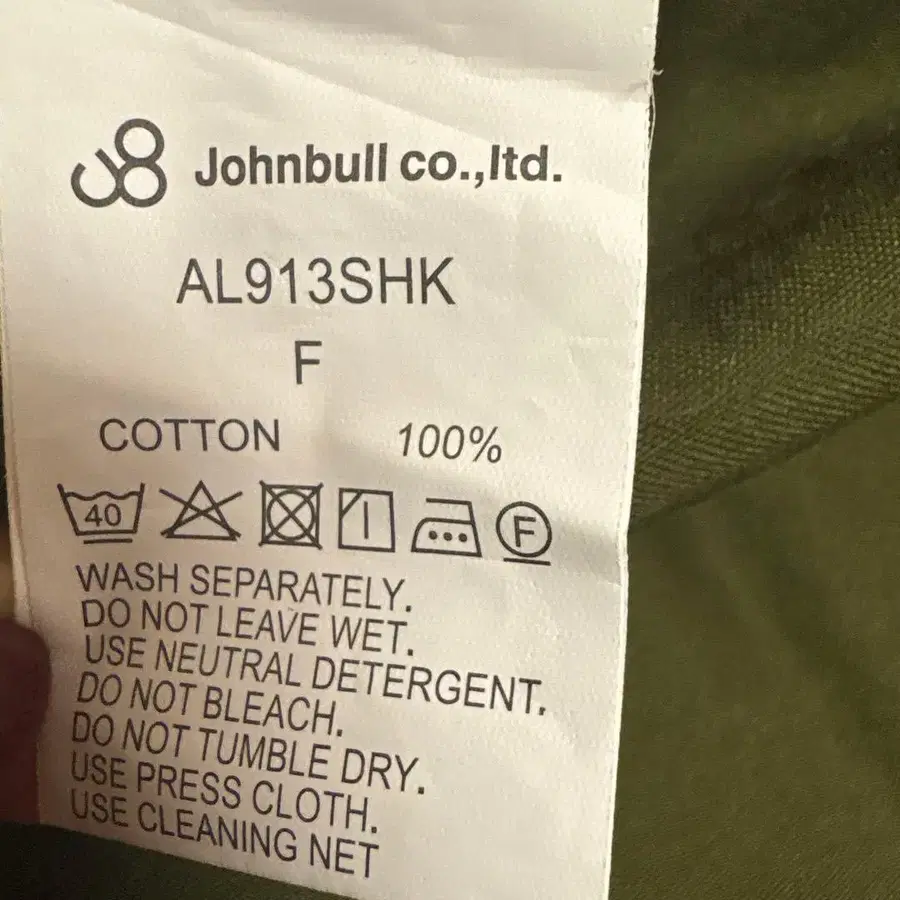 Johnbull co.,ltd.
AL913SHK
F
COTTON 100%
40 F
WASH SEPARATELY.
DO NOT LEAVE WET.
USE NEUTRAL DETERGENT.
DO NOT BLEACH.
DO NOT TUMBLE DRY.
USE PRESS CLOTH.
USE CLEANING NET